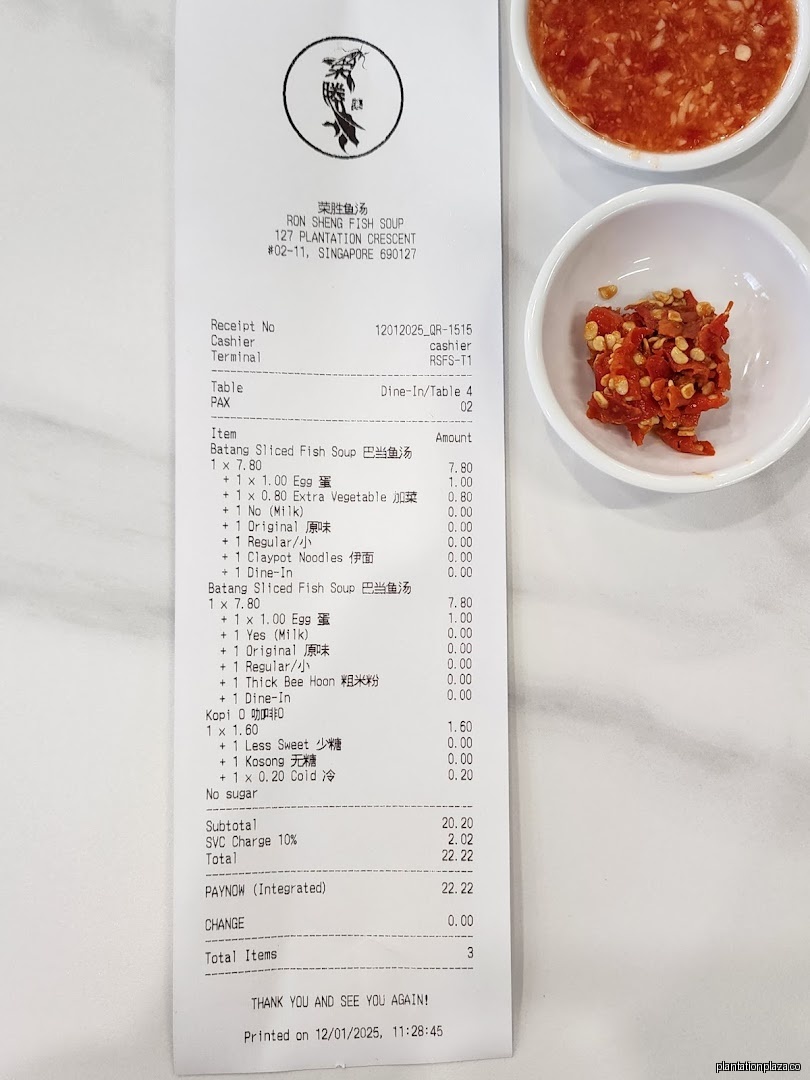 榮勝
荣胜鱼汤
RON SHENG FISH SOUP
127 PLANTATION CRESCENT
#02-11, SINGAPORE 690127
Receipt No 12012025_QR-1515
Cashier cashier
Terminal RSFS-T1
Table Dine-In/Table 4
PAX 02
Item Amount
Batang Sliced Fish Soup 巴当鱼汤
1 x 7.80 7.80
+ 1 x 1.00 Egg 蛋 1.00
+ 1 x 0.80 Extra Vegetable 加菜 0.80
+ 1 No (Milk) 0.00
+ 1 Original 原味 0.00
+ 1 Regular/小 0.00
+ 1 Claypot Noodles 伊面 0.00
+ 1 Dine-In 0.00
Batang Sliced Fish Soup 巴当鱼汤
1 x 7.80 7.80
+ 1 x 1.00 Egg 蛋 1.00
+ 1 Yes (Milk) 0.00
+ 1 Original 原味 0.00
+ 1 Regular/小 0.00
+ 1 Thick Bee Hoon 粗米粉 0.00
+ 1 Dine-In 0.00
Kopi O 咖啡O
1 x 1.60 1.60
+ 1 Less Sweet 少糖 0.00
+ 1 Kosong 无糖 0.00
+ 1 x 0.20 Cold 冷 0.20
No sugar
Subtotal 20.20
SVC Charge 10% 2.02
Total 22.22
PAYNOW (Integrated) 22.22
CHANGE 0.00
Total Items 3
THANK YOU AND SEE YOU AGAIN!
Printed on 12/01/2025, 11:28:45
plantationplaza.co